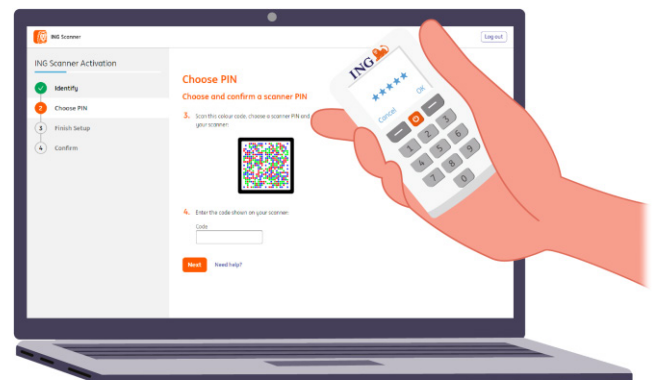 ING Scanner
Log out
ING Scanner Activation
Identify
2 Choose PIN
3 Finish Setup
4 Confirm
Choose PIN
Choose and confirm a scanner PIN
3. Scan this colour code, choose a scanner PIN and
your scanner:
4. Enter the code shown on your scanner:
Code
Next Need help?
ING
*****
Cancel OK
1 2 3
4 5 6
7 8 9
0